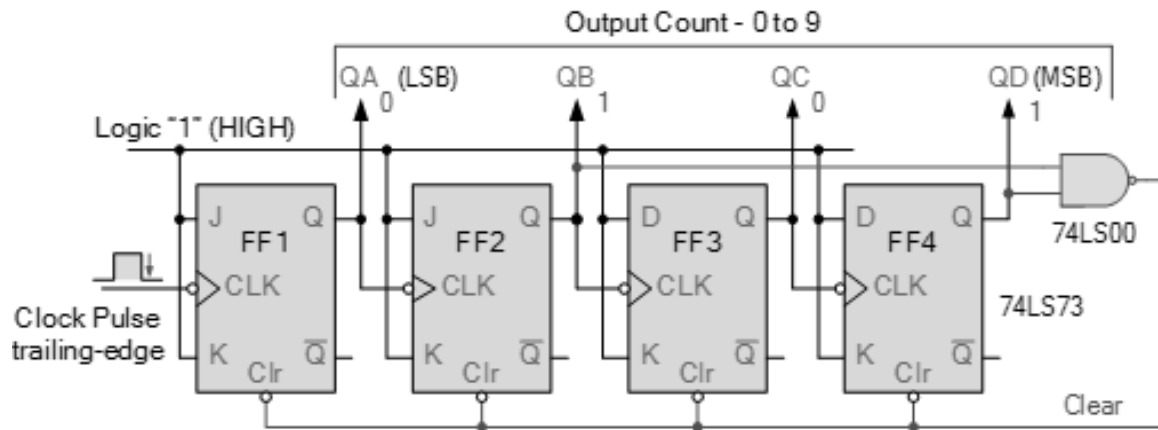 Output Count - 0 to 9
QA (LSB) QB QC QD (MSB)
0 1 0 1
Logic "1" (HIGH)
J Q J Q D Q D Q
FF1 FF2 FF3 FF4
74LS00
CLK CLK CLK CLK
74LS73
Clock Pulse
trailing-edge
K Q̅ K Q̅ K Q̅ K Q̅
Clr Clr Clr Clr
Clear